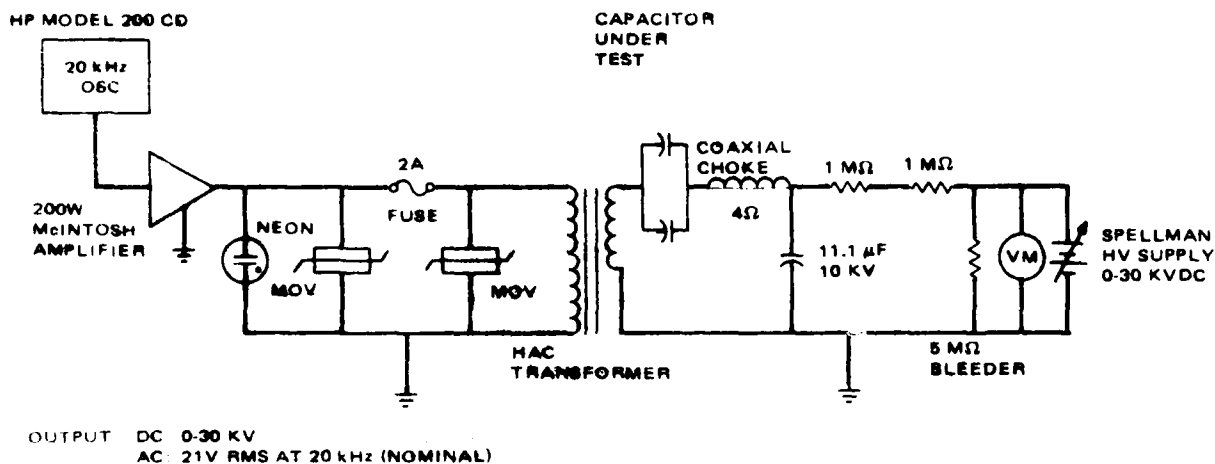 HP MODEL 200 CD
20 kHz
OSC
200W
McINTOSH
AMPLIFIER
NEON
MOV
2A
FUSE
MOV
HAC
TRANSFORMER
CAPACITOR
UNDER
TEST
COAXIAL
CHOKE
4Ω
1 MΩ
1 MΩ
11.1 µF
10 KV
5 MΩ
BLEEDER
VM
SPELLMAN
HV SUPPLY
0-30 KVDC
OUTPUT DC 0-30 KV
AC: 21V RMS AT 20 kHz (NOMINAL)